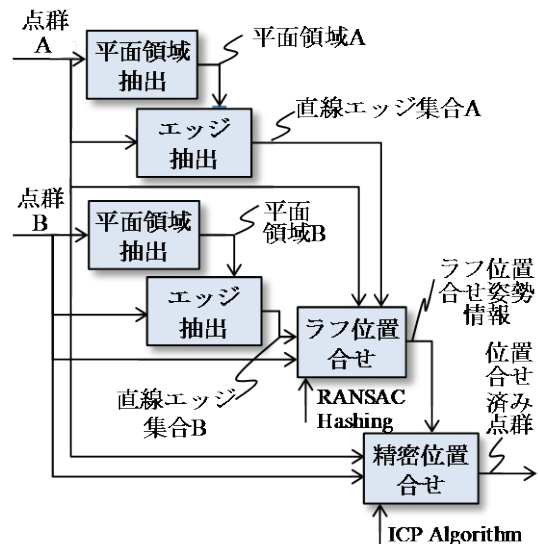 点群
A
平面領域
抽出
平面領域A
エッジ
抽出
直線エッジ集合A
点群
B
平面領域
抽出
平面
領域B
エッジ
抽出
直線エッジ
集合B
ラフ位置
合せ
RANSAC
Hashing
ラフ位置
合せ姿勢
情報
位置
合せ
済み
点群
精密位置
合せ
ICP Algorithm